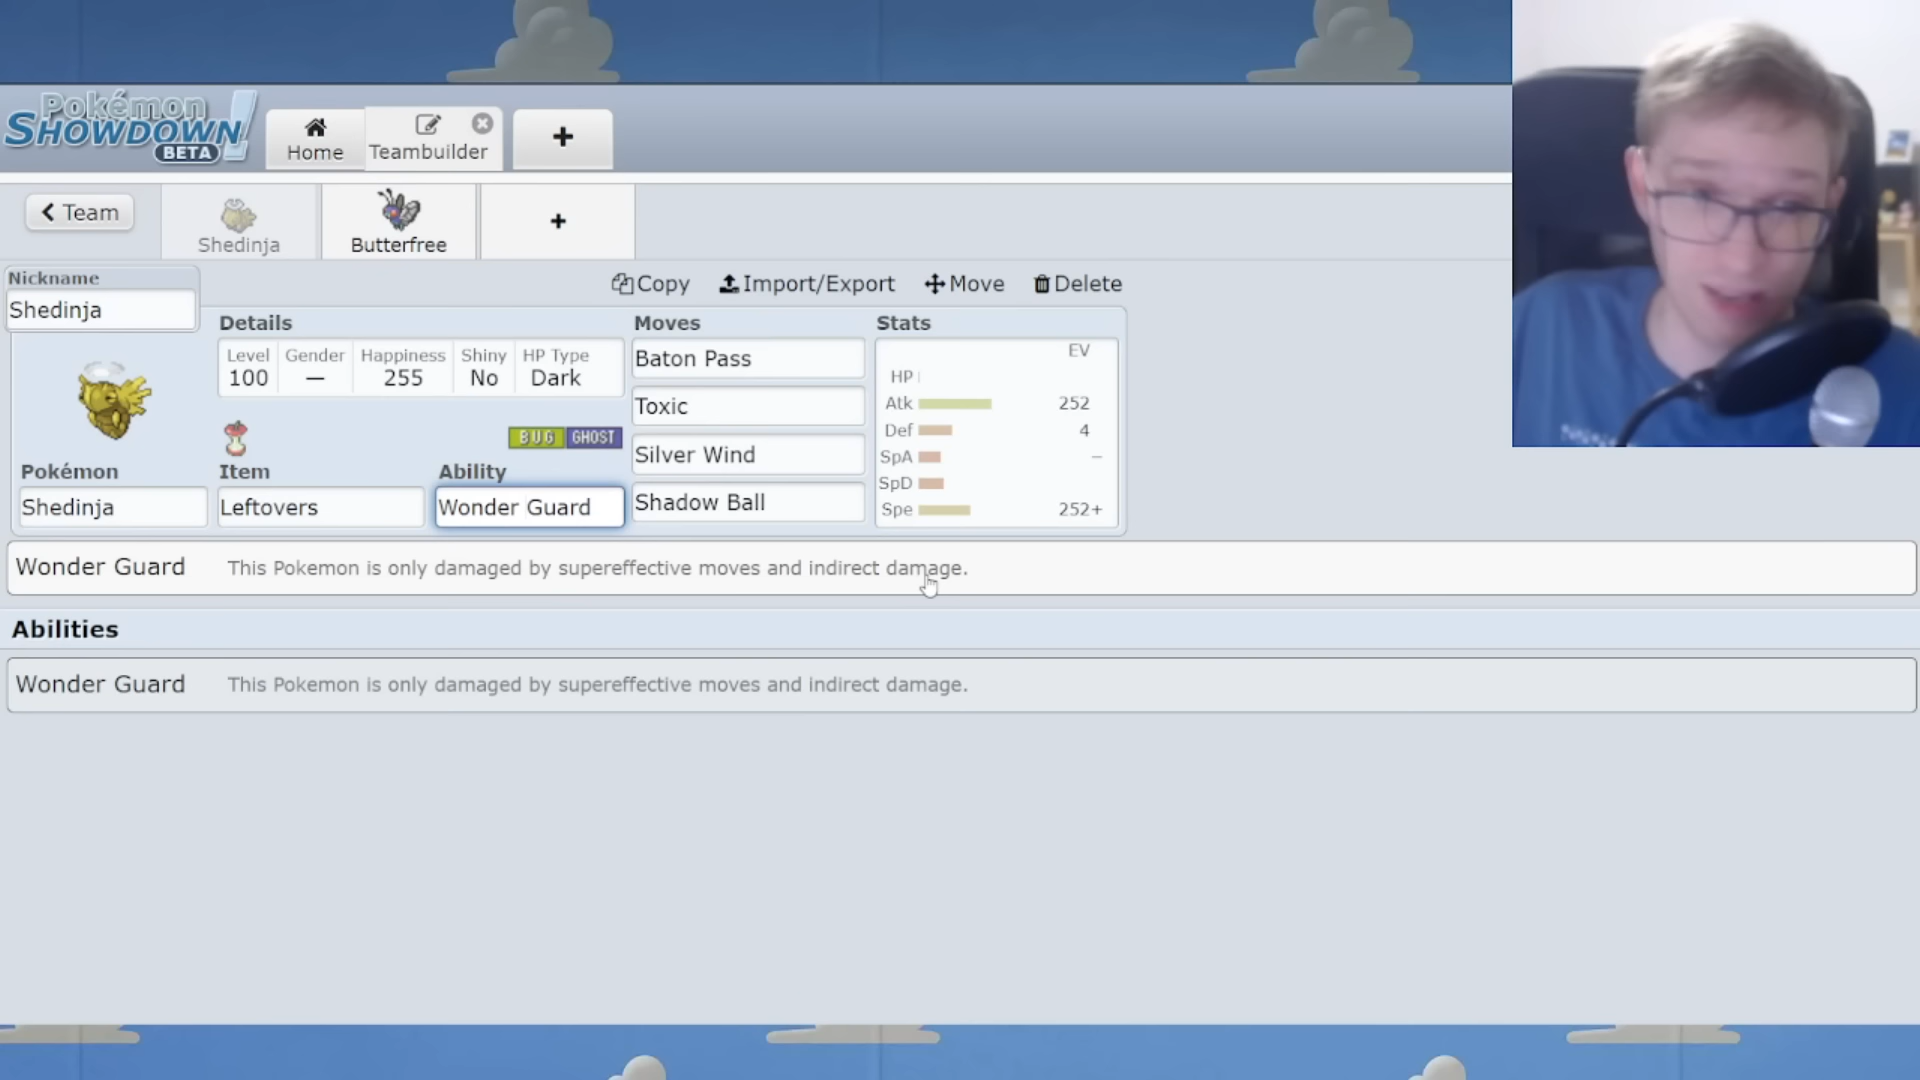 Pokémon
SHOWDOWN!
BETA
Home
Teambuilder
+
Team
Shedinja
Butterfree
+
Nickname
Shedinja
Copy
Import/Export
Move
Delete
Details
Moves
Stats
Level
Gender
Happiness
Shiny
HP Type
100
—
255
No
Dark
Baton Pass
EV
HP
Atk 252
Toxic
Def 4
BUG GHOST
Silver Wind
SpA –
Pokémon
Item
Ability
SpD
Shedinja
Leftovers
Wonder Guard
Shadow Ball
Spe 252+
Wonder Guard This Pokemon is only damaged by supereffective moves and indirect damage.
Abilities
Wonder Guard This Pokemon is only damaged by supereffective moves and indirect damage.